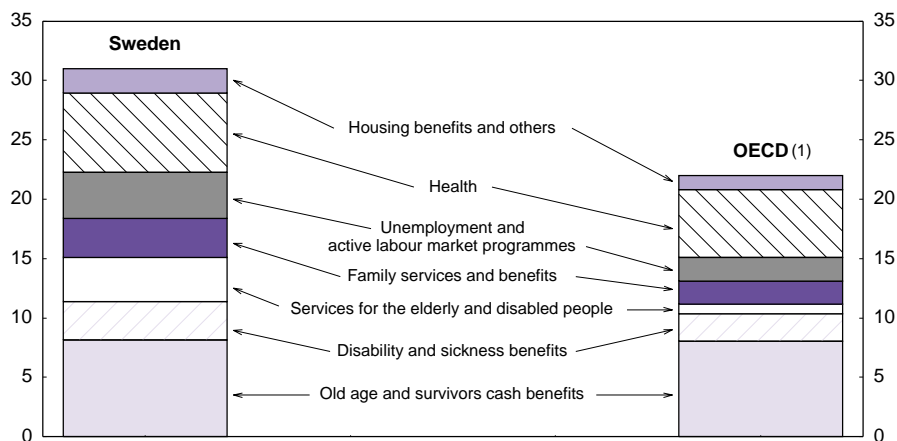 35 35
Sweden
30 30
Housing benefits and others
25 25
OECD (1)
Health
20 20
Unemployment and
active labour market programmes
15 15
Family services and benefits
Services for the elderly and disabled people
10 10
Disability and sickness benefits
5 5
Old age and survivors cash benefits
0 0